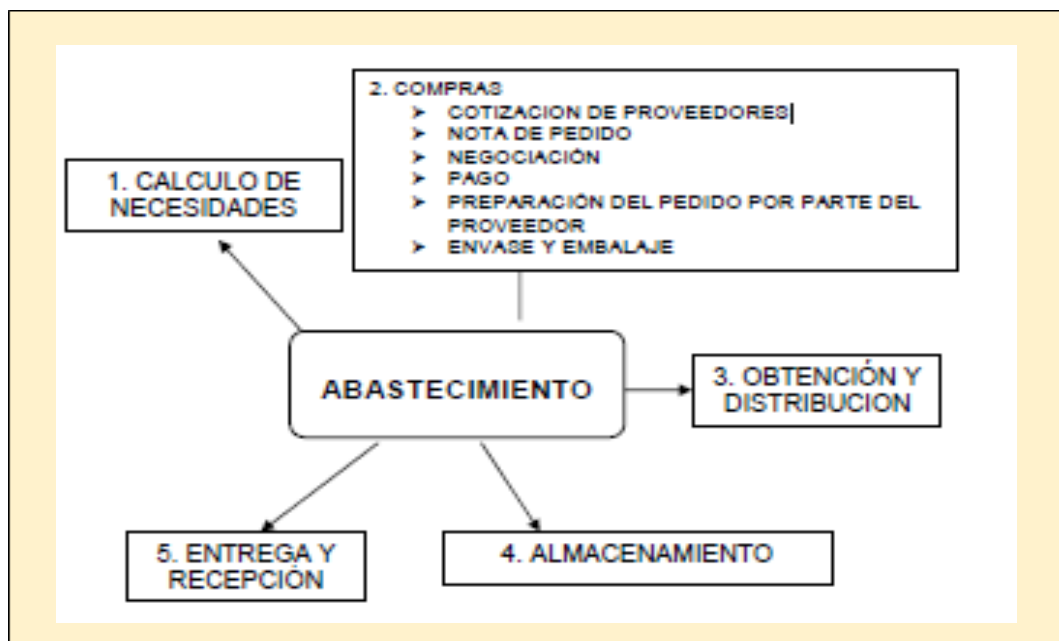 2. COMPRAS
➤ COTIZACION DE PROVEEDORES
➤ NOTA DE PEDIDO
➤ NEGOCIACIÓN
➤ PAGO
➤ PREPARACIÓN DEL PEDIDO POR PARTE DEL
PROVEEDOR
➤ ENVASE Y EMBALAJE
1. CALCULO DE
NECESIDADES
ABASTECIMIENTO
3. OBTENCIÓN Y
DISTRIBUCION
5. ENTREGA Y
RECEPCIÓN
4. ALMACENAMIENTO